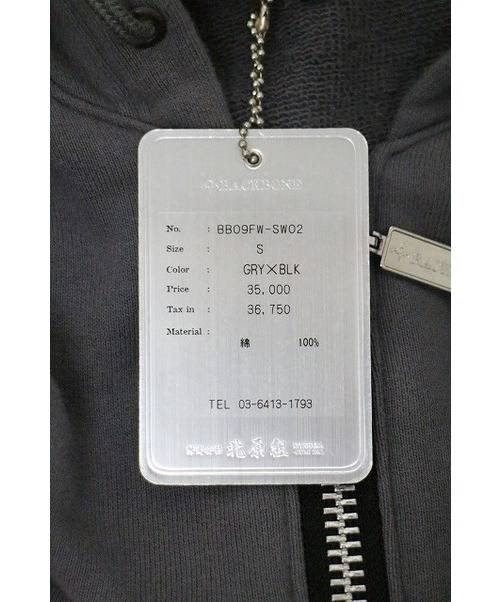 BACKBONE
No. : BB09FW-SW02
Size : S
Color : GRY×BLK
Price : 35,000
Tax in : 36,750
Material :
綿 100%
TEL 03-6413-1793